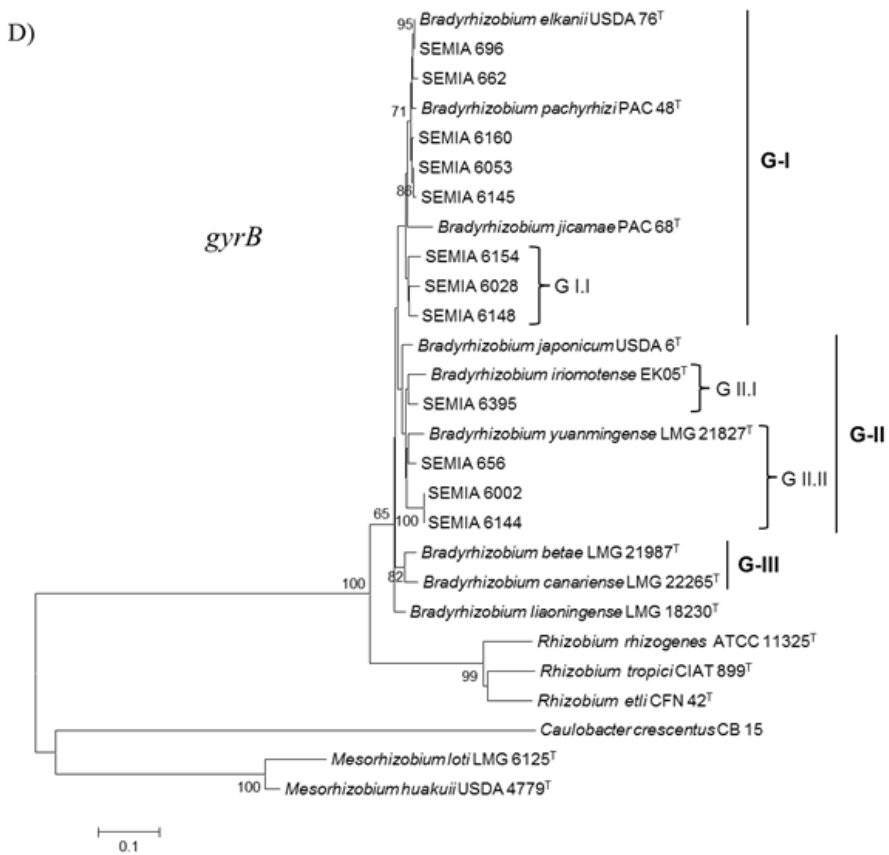 D)
gyrB
95
Bradyrhizobium elkanii USDA 76ᵀ
SEMIA 696
SEMIA 662
71
Bradyrhizobium pachyrhizi PAC 48ᵀ
SEMIA 6160
SEMIA 6053
86
SEMIA 6145
G-I
Bradyrhizobium jicamae PAC 68ᵀ
SEMIA 6154
SEMIA 6028
G I.I
SEMIA 6148
Bradyrhizobium japonicum USDA 6ᵀ
Bradyrhizobium iriomotense EK05ᵀ
G II.I
SEMIA 6395
Bradyrhizobium yuanmingense LMG 21827ᵀ
G-II
SEMIA 656
G II.II
SEMIA 6002
65
100
SEMIA 6144
Bradyrhizobium betae LMG 21987ᵀ
G-III
82
Bradyrhizobium canariense LMG 22265ᵀ
100
Bradyrhizobium liaoningense LMG 18230ᵀ
Rhizobium rhizogenes ATCC 11325ᵀ
99
Rhizobium tropici CIAT 899ᵀ
Rhizobium etli CFN 42ᵀ
Caulobacter crescentus CB 15
Mesorhizobium loti LMG 6125ᵀ
100
Mesorhizobium huakuii USDA 4779ᵀ
0.1